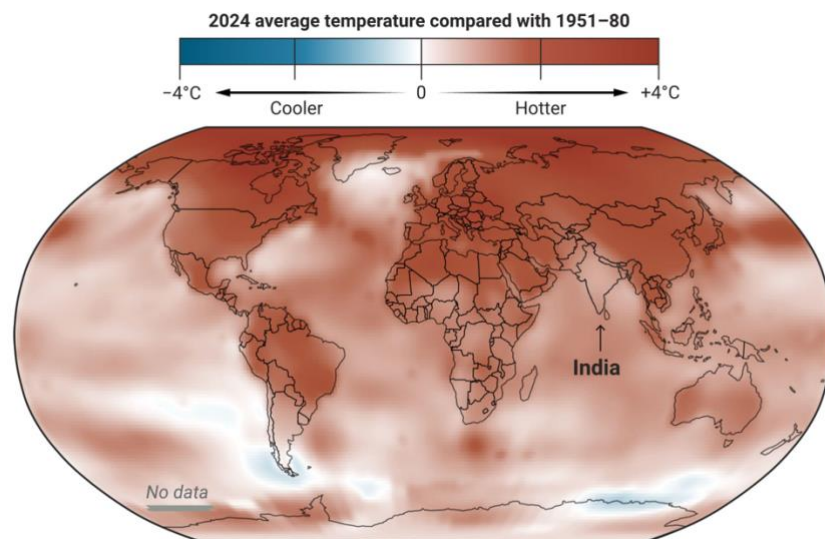 2024 average temperature compared with 1951–80
−4°C 0 +4°C
Cooler Hotter
India
No data